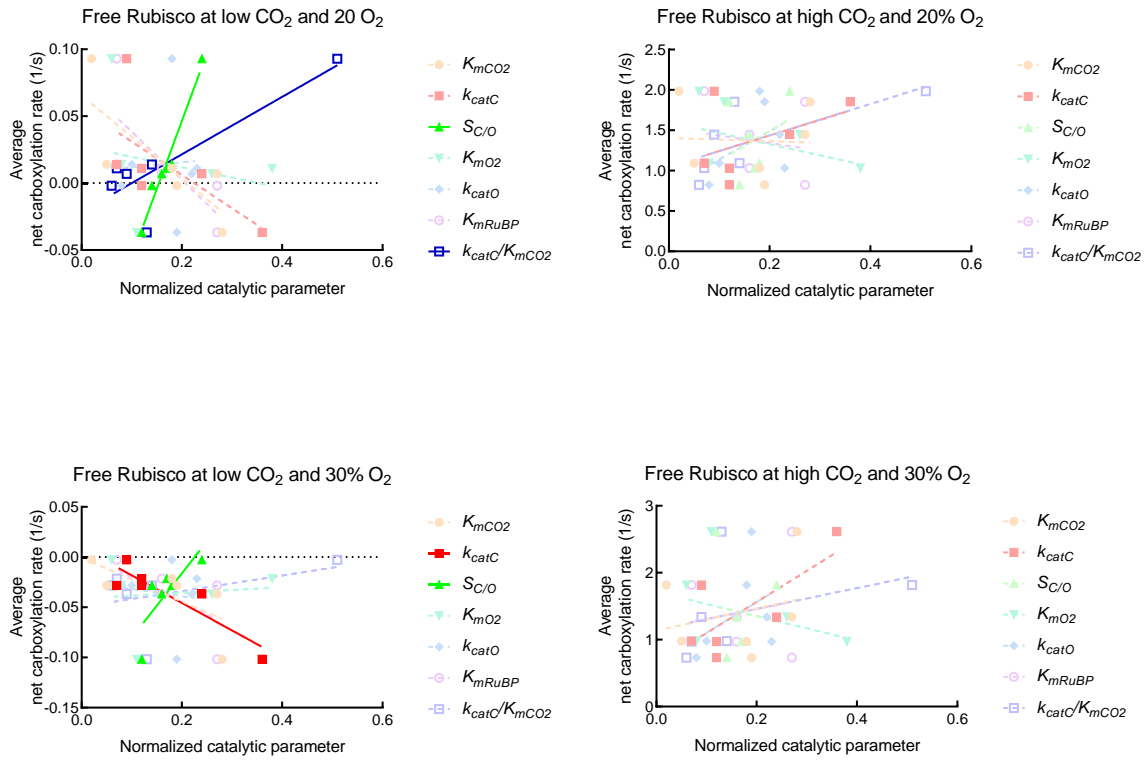 Free Rubisco at low CO2 and 20 O2
Average
net carboxylation rate (1/s)
0.10
0.05
0.00
-0.05
0.0 0.2 0.4 0.6
Normalized catalytic parameter
KmCO2
kcatC
SC/O
KmO2
kcatO
KmRuBP
kcatC/KmCO2
Free Rubisco at high CO2 and 20% O2
Average
net carboxylation rate (1/s)
2.5
2.0
1.5
1.0
0.5
0.0
0.0 0.2 0.4 0.6
Normalized catalytic parameter
KmCO2
kcatC
SC/O
KmO2
kcatO
KmRuBP
kcatC/KmCO2
Free Rubisco at low CO2 and 30% O2
Average
net carboxylation rate (1/s)
0.05
0.00
-0.05
-0.10
-0.15
0.0 0.2 0.4 0.6
Normalized catalytic parameter
KmCO2
kcatC
SC/O
KmO2
kcatO
KmRuBP
kcatC/KmCO2
Free Rubisco at high CO2 and 30% O2
Average
net carboxylation rate (1/s)
3
2
1
0
0.0 0.2 0.4 0.6
Normalized catalytic parameter
KmCO2
kcatC
SC/O
KmO2
kcatO
KmRuBP
kcatC/KmCO2